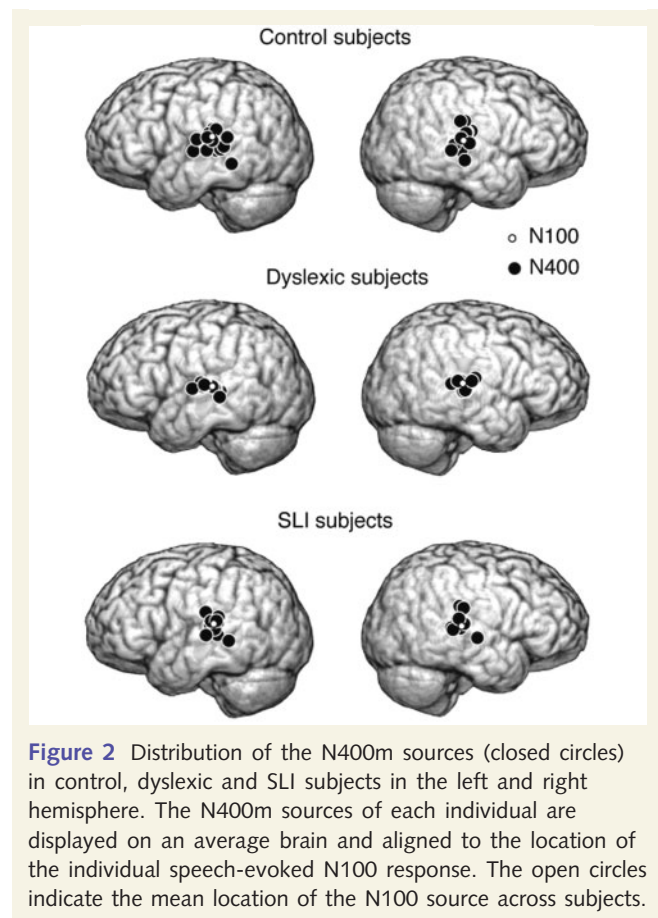 Control subjects
N100
N400
Dyslexic subjects
SLI subjects
Figure 2 Distribution of the N400m sources (closed circles)
in control, dyslexic and SLI subjects in the left and right
hemisphere. The N400m sources of each individual are
displayed on an average brain and aligned to the location of
the individual speech-evoked N100 response. The open circles
indicate the mean location of the N100 source across subjects.